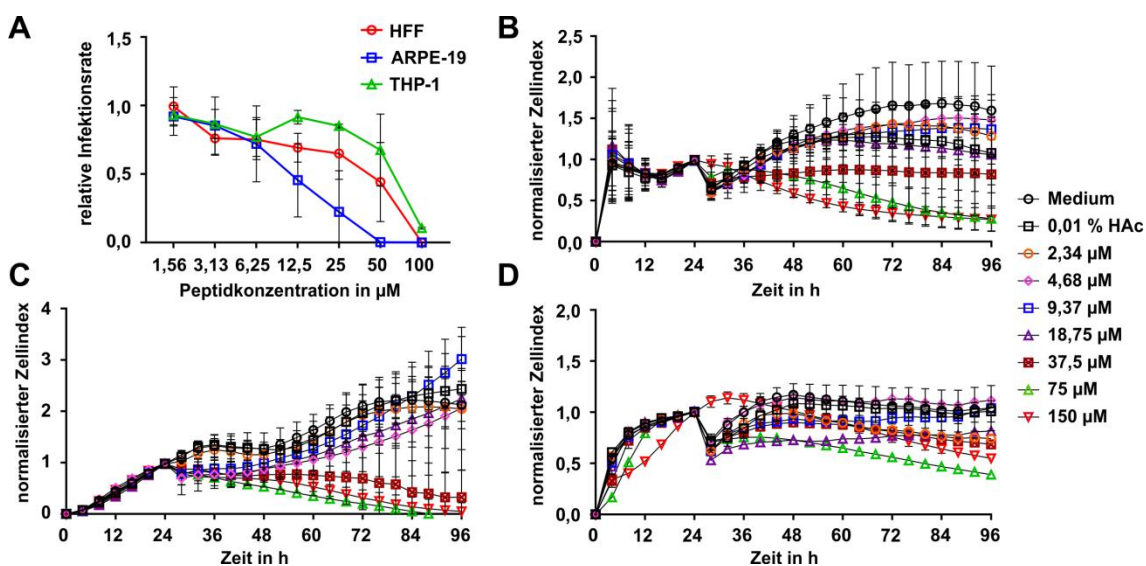 A
relative Infektionsrate
1,5
1,0
0,5
0,0
1,56 3,13 6,25 12,5 25 50 100
Peptidkonzentration in µM
HFF
ARPE-19
THP-1
B
normalisierter Zellindex
2,5
2,0
1,5
1,0
0,5
0,0
0 12 24 36 48 60 72 84 96
Zeit in h
Medium
0,01 % HAc
2,34 µM
4,68 µM
9,37 µM
18,75 µM
37,5 µM
75 µM
150 µM
C
normalisierter Zellindex
4
3
2
1
0
0 12 24 36 48 60 72 84 96
Zeit in h
D
normalisierter Zellindex
2,0
1,5
1,0
0,5
0,0
0 12 24 36 48 60 72 84 96
Zeit in h